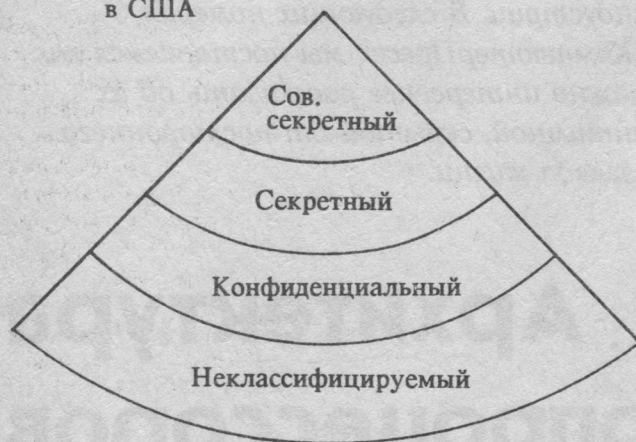 в США
Сов.
секретный
Секретный
Конфиденциальный
Неклассифицируемый